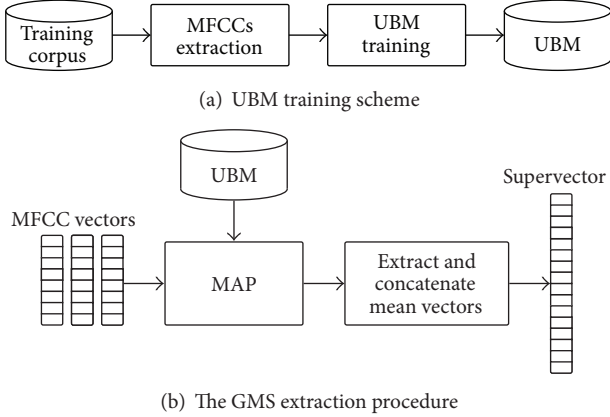 Training
corpus
MFCCs
extraction
UBM
training
UBM
(a) UBM training scheme
UBM
Supervector
MFCC vectors
MAP
Extract and
concatenate
mean vectors
(b) The GMS extraction procedure